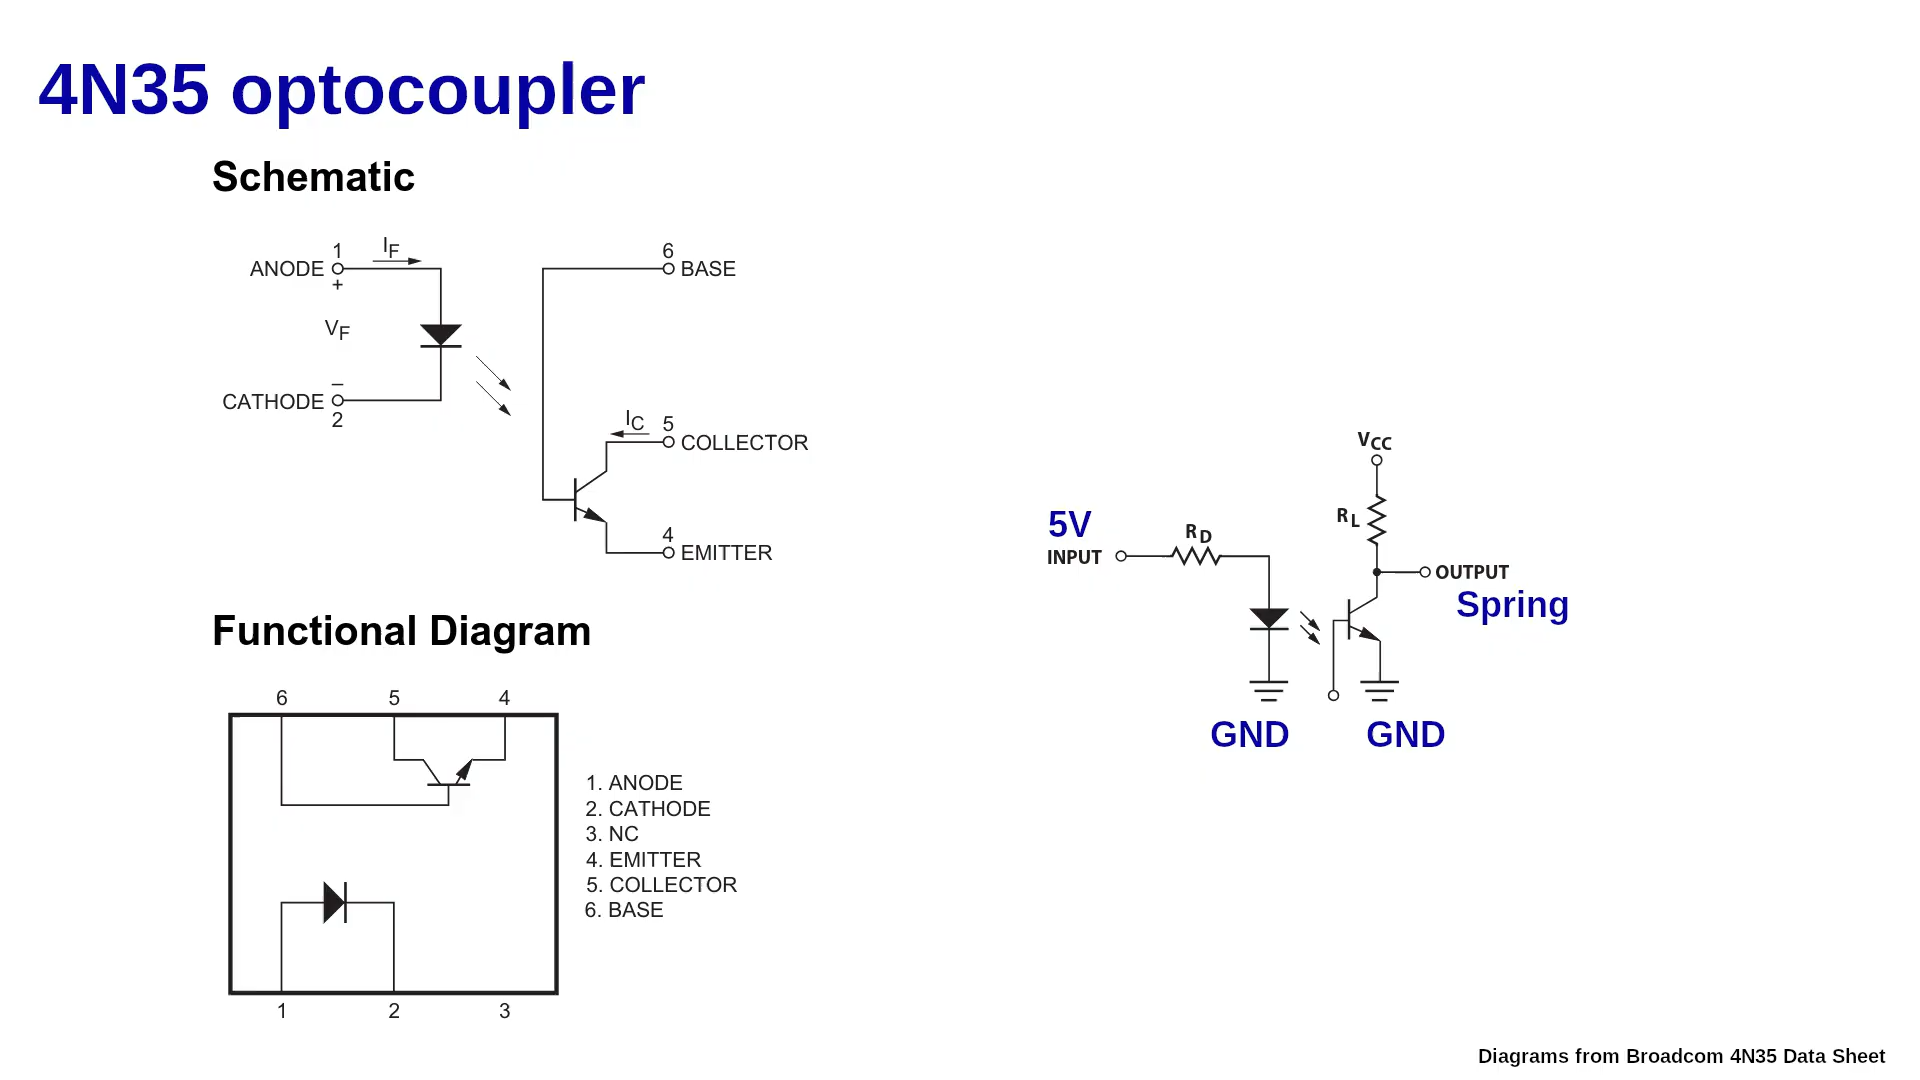 4N35 optocoupler
Schematic
1
IF
ANODE
+
VF
–
CATHODE
2
6
BASE
IC
5
COLLECTOR
4
EMITTER
Functional Diagram
6 5 4
1 2 3
1. ANODE
2. CATHODE
3. NC
4. EMITTER
5. COLLECTOR
6. BASE
VCC
RL
5V
INPUT
RD
OUTPUT
Spring
GND
GND
Diagrams from Broadcom 4N35 Data Sheet